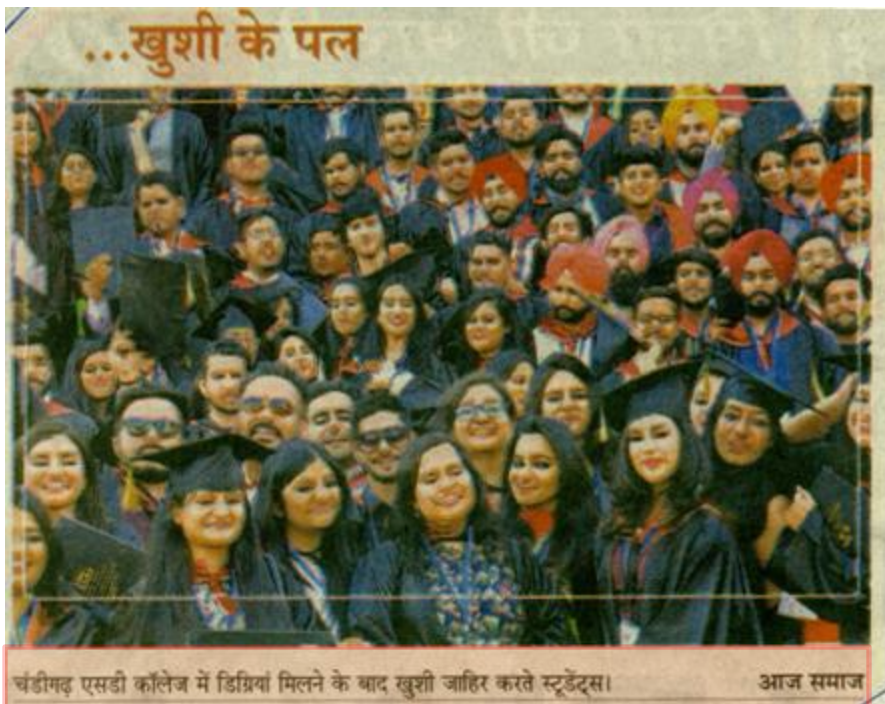 ...खुशी के पल
चंडीगढ़ एसडी कॉलेज में डिग्रियां मिलने के बाद खुशी जाहिर करते स्टूडेंट्स। आज समाज